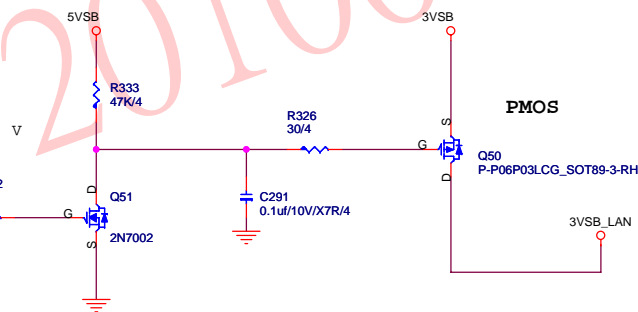 5VSB
3VSB
R333
47K/4
V
R326
30/4
PMOS
S
G
Q50
P-P06P03LCG_SOT89-3-RH
D
D
Q51
G
S
2N7002
C291
0.1uf/10V/X7R/4
3VSB_LAN
2